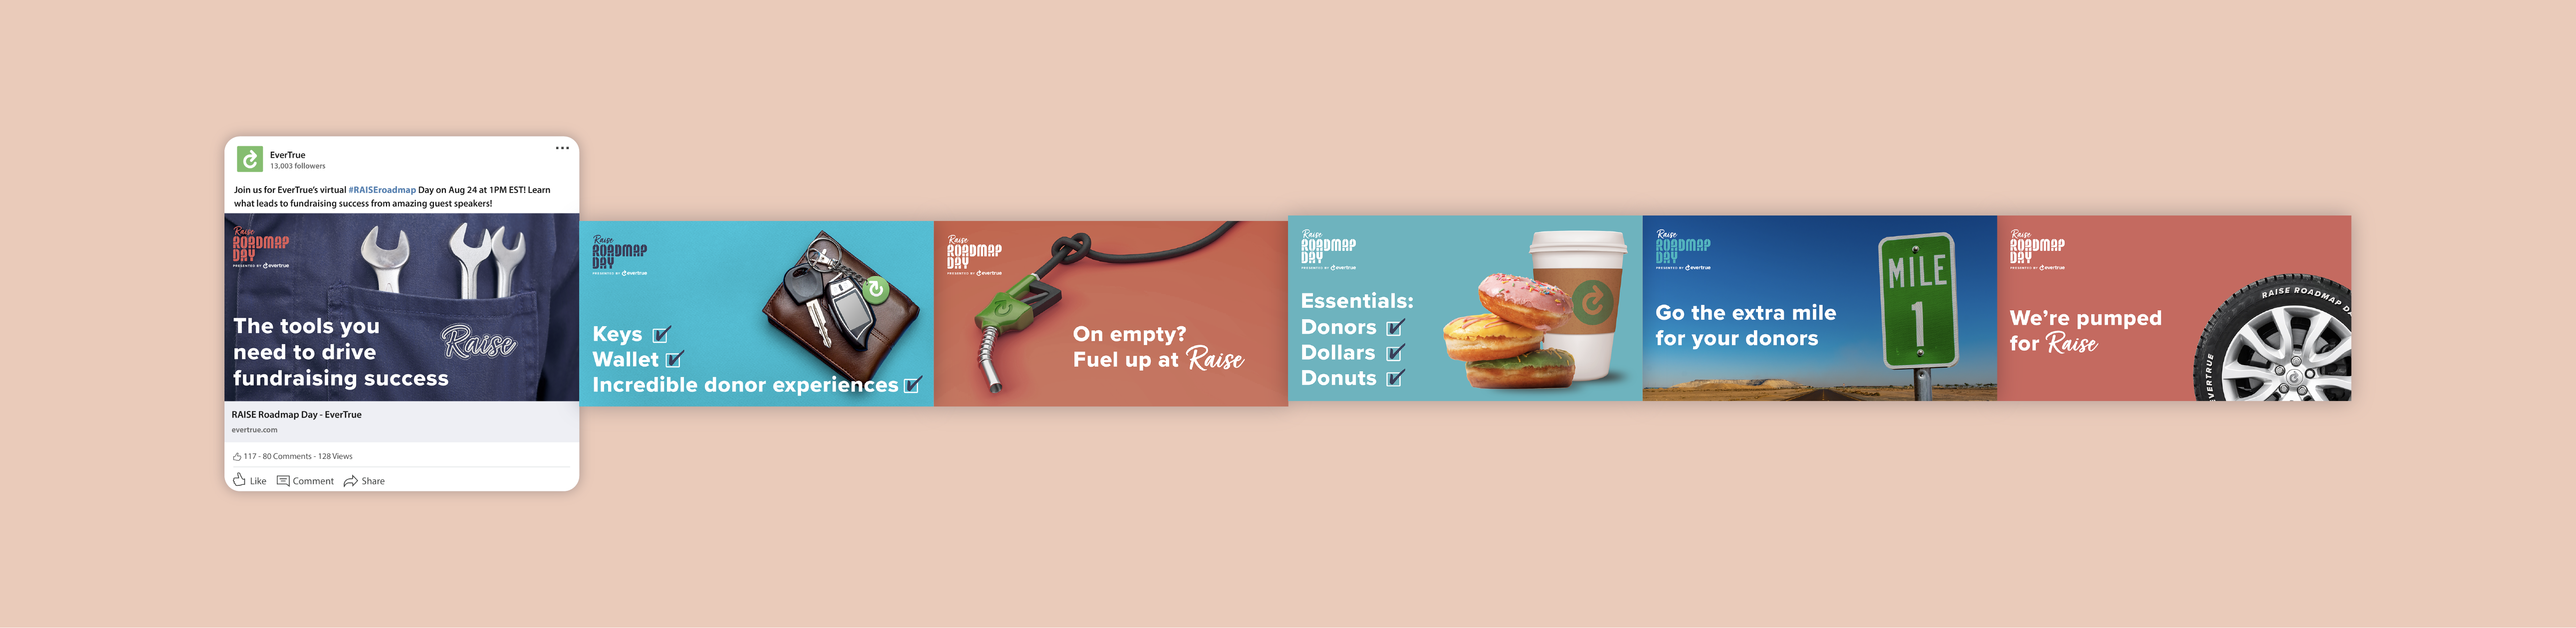 EverTrue
13,003 followers
Join us for EverTrue's virtual #RAISEroadmap Day on Aug 24 at 1PM EST! Learn
what leads to fundraising success from amazing guest speakers!
Raise
ROADMAP
DAY
PRESENTED BY evertrue
The tools you
need to drive
fundraising success
Raise
RAISE Roadmap Day - EverTrue
evertrue.com
117 - 80 Comments - 128 Views
Like Comment Share
Raise
ROADMAP
DAY
PRESENTED BY evertrue
Keys
Wallet
Incredible donor experiences
Raise
ROADMAP
DAY
PRESENTED BY evertrue
On empty?
Fuel up at Raise
Raise
ROADMAP
DAY
PRESENTED BY evertrue
Essentials:
Donors
Dollars
Donuts
Raise
ROADMAP
DAY
PRESENTED BY evertrue
Go the extra mile
for your donors
MILE
1
Raise
ROADMAP
DAY
PRESENTED BY evertrue
We're pumped
for Raise
RAISE ROADMAP D
EVERTRUE